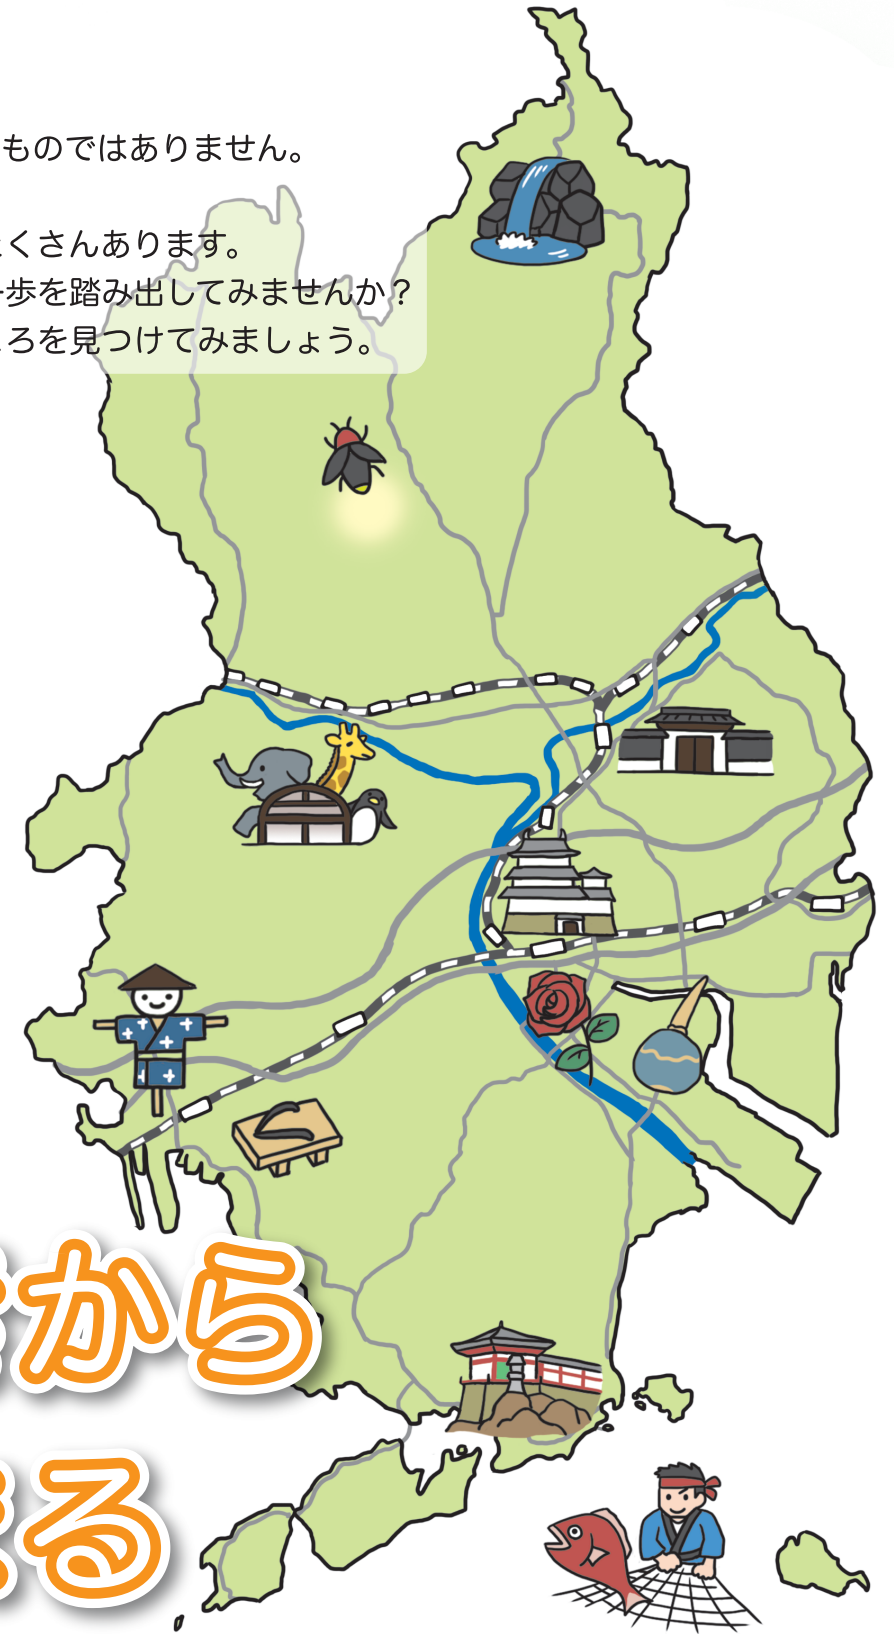 ものではありません。
くさんあります。
歩を踏み出してみませんか？
ろを見つけてみましょう。
から
る